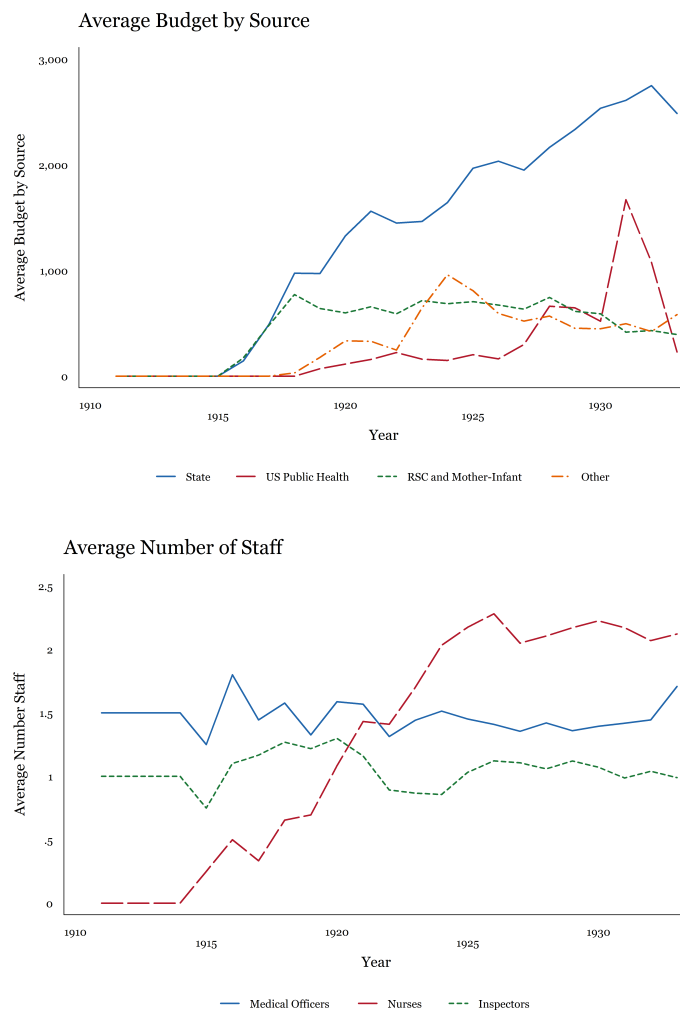 Average Budget by Source
3,000
2,000
1,000
0
Average Budget by Source
1910
1915
1920
1925
1930
Year
State
US Public Health
RSC and Mother-Infant
Other
Average Number of Staff
2.5
2
1.5
1
.5
0
Average Number Staff
1910
1915
1920
1925
1930
Year
Medical Officers
Nurses
Inspectors